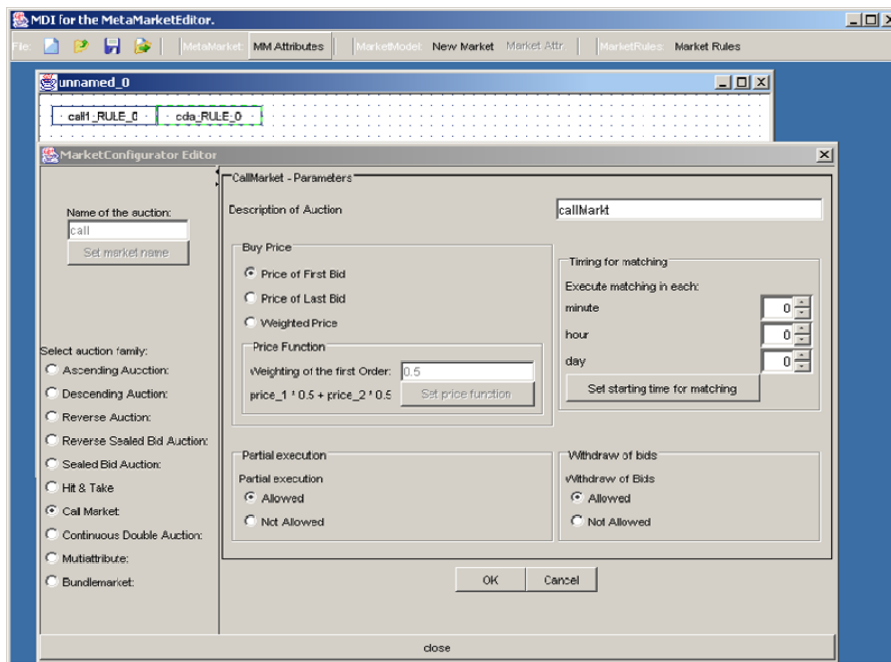 MDI for the MetaMarketEditor.
File: MetaMarket: MM Attributes MarketModel: New Market Market Attr. MarketRules: Market Rules
unnamed_0
call1_RULE_0 cda_RULE_0
MarketConfigurator Editor
CallMarket - Parameters
Name of the auction:
call
Set market name
Description of Auction callMarkt
Buy Price
Price of First Bid
Price of Last Bid
Weighted Price
Price Function
Weighting of the first Order: 0.5
price_1 * 0.5 + price_2 * 0.5 Set price function
Timing for matching
Execute matching in each:
minute 0
hour 0
day 0
Set starting time for matching
Select auction family:
Ascending Aucction:
Descending Auction:
Reverse Auction:
Reverse Sealed Bid Auction:
Sealed Bid Auction:
Hit & Take
Call Market
Continuous Double Auction:
Multiattribute:
Bundlemarket:
Partial execution
Partial execution
Allowed
Not Allowed
Withdraw of bids
Withdraw of Bids
Allowed
Not Allowed
OK Cancel
close